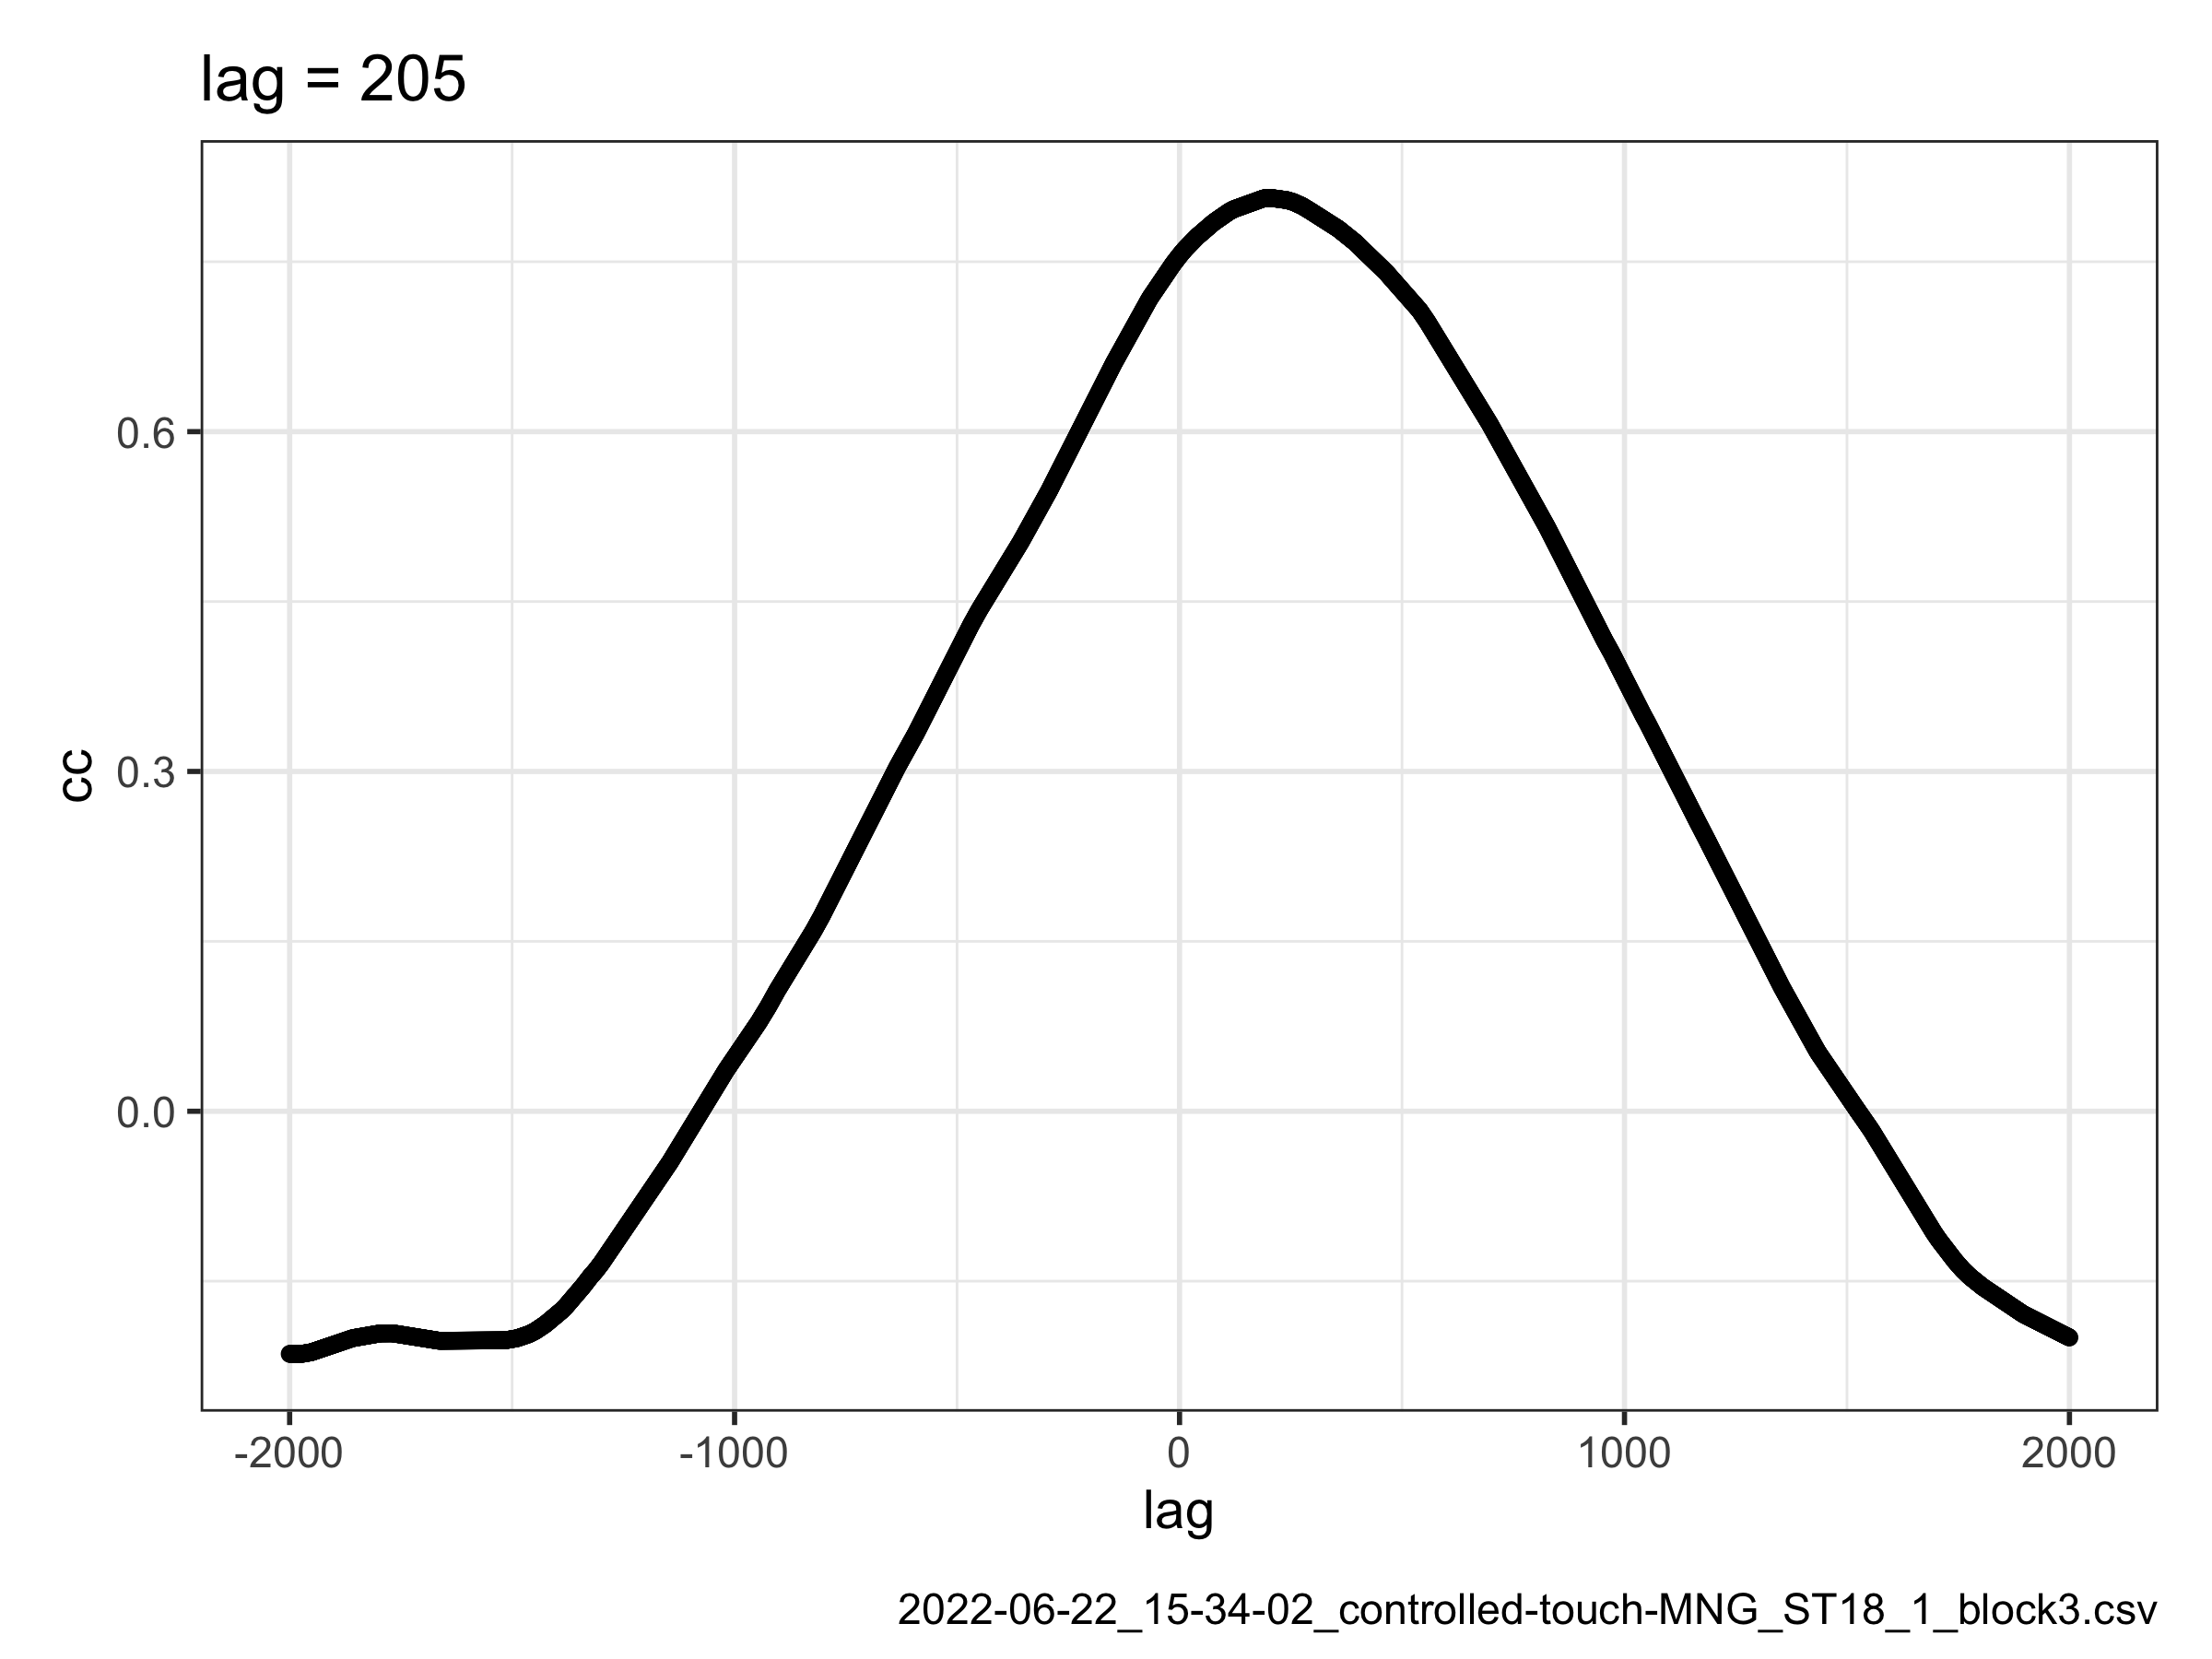 lag = 205
cc
0.6
0.3
0.0
-2000 -1000 0 1000 2000
lag
2022-06-22_15-34-02_controlled-touch-MNG_ST18_1_block3.csv